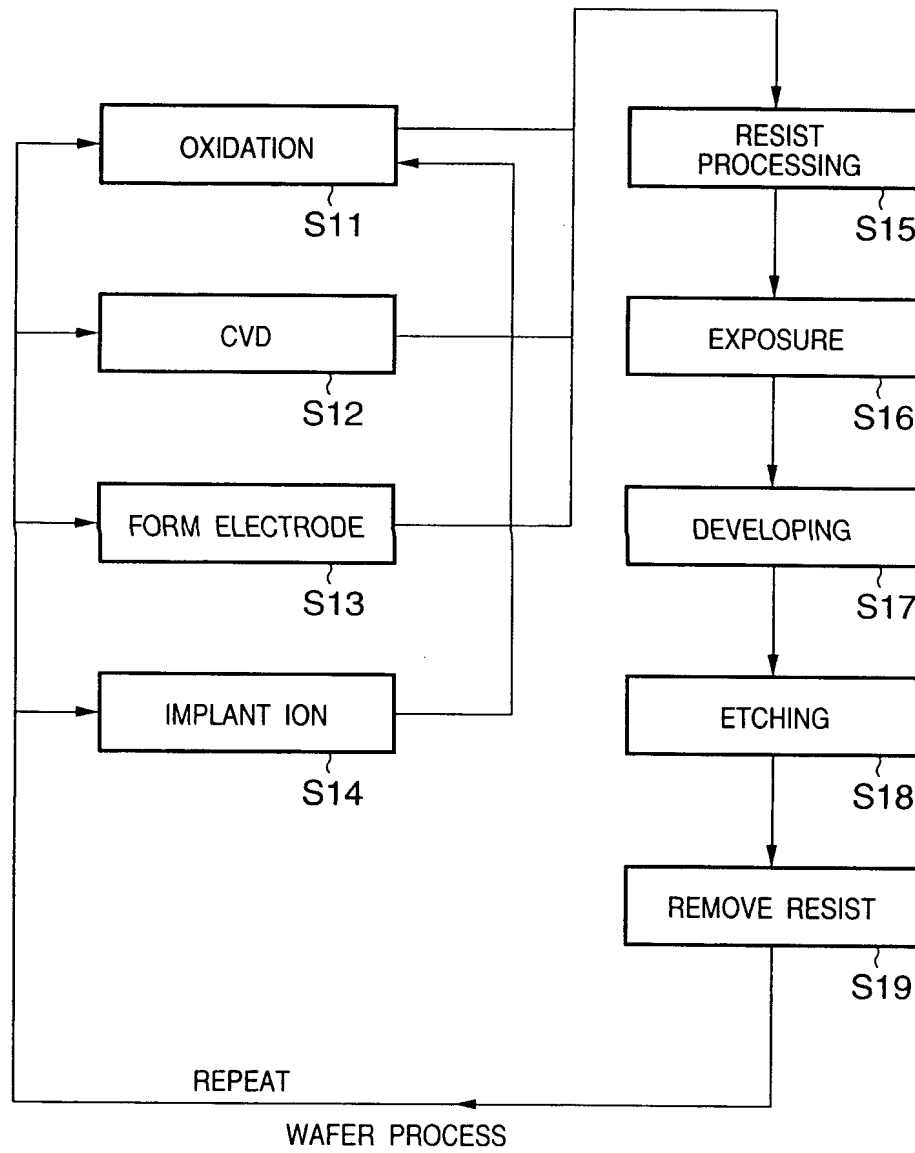 OXIDATION
S11
CVD
S12
FORM ELECTRODE
S13
IMPLANT ION
S14
RESIST
PROCESSING
S15
EXPOSURE
S16
DEVELOPING
S17
ETCHING
S18
REMOVE RESIST
S19
REPEAT
WAFER PROCESS